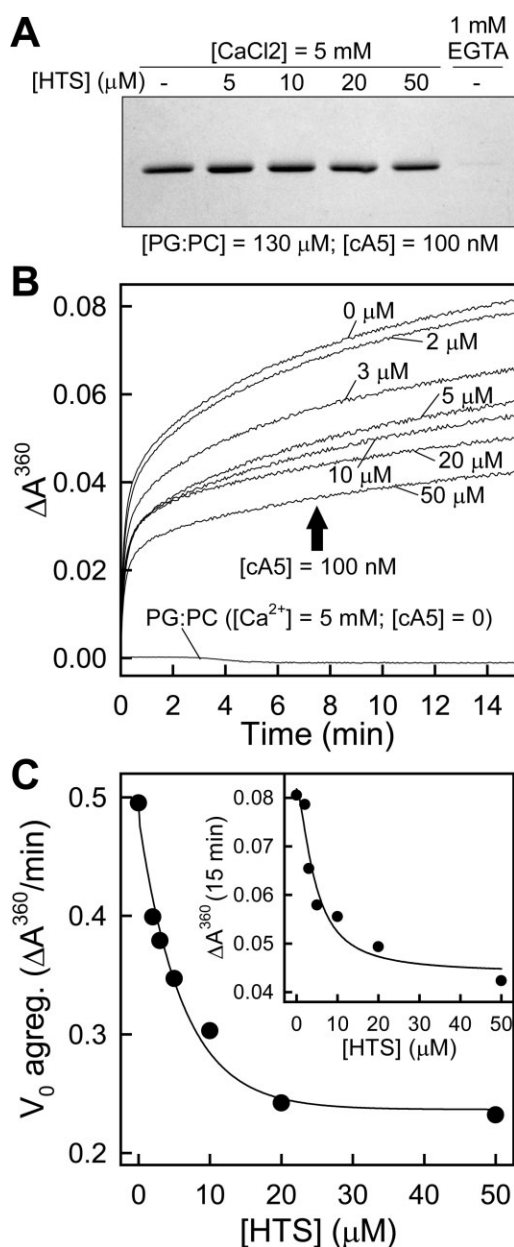 A
1 mM
[CaCl2] = 5 mM
EGTA
[HTS] (μM) - 5 10 20 50 -
[PG:PC] = 130 μM; [cA5] = 100 nM
B
0.08
0.06
0.04
0.02
0.00
ΔA³⁶⁰
0 μM
2 μM
3 μM
5 μM
10 μM
20 μM
50 μM
[cA5] = 100 nM
PG:PC ([Ca²⁺] = 5 mM; [cA5] = 0)
0 2 4 6 8 10 12 14
Time (min)
C
0.5
0.4
0.3
0.2
V₀ agreg. (ΔA³⁶⁰/min)
0 10 20 30 40 50
[HTS] (μM)
0.08
0.07
0.06
0.05
0.04
ΔA³⁶⁰ (15 min)
0 10 20 30 40 50
[HTS] (μM)